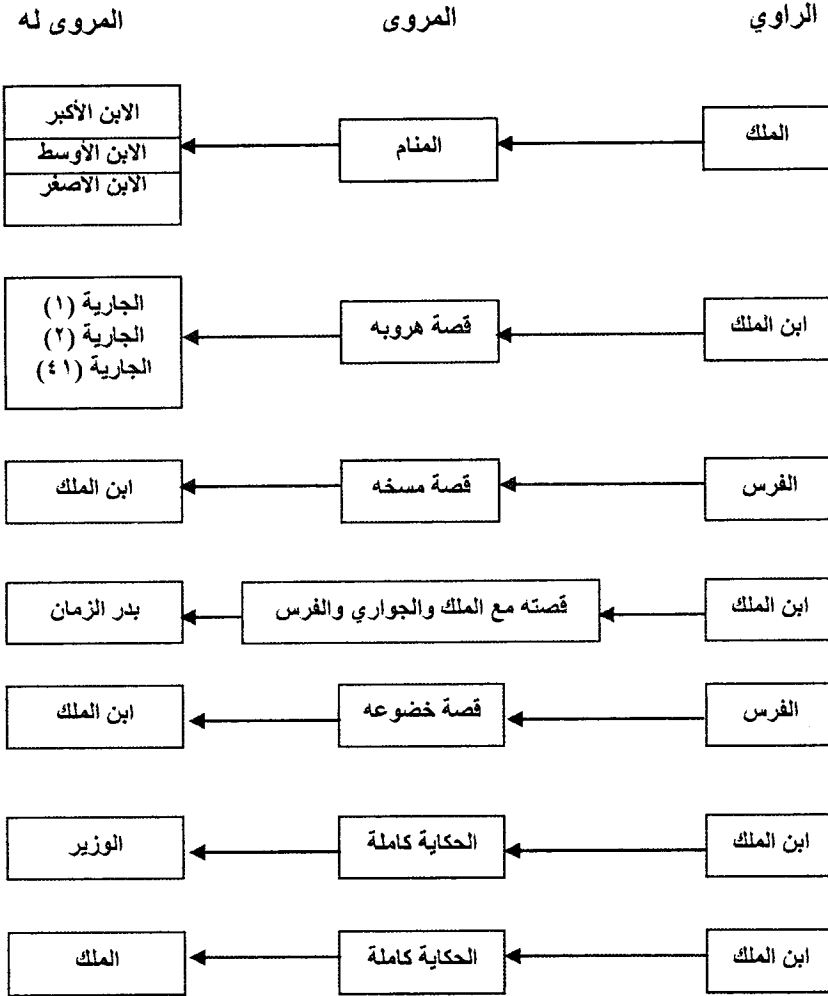 الراوي المروى المروى له
الملك المنام الابن الأكبر
الابن الأوسط
الابن الاصغر
ابن الملك قصة هروبه الجارية (١)
الجارية (٢)
الجارية (٤١)
الفرس قصة مسخه ابن الملك
ابن الملك قصته مع الملك والجواري والفرس بدر الزمان
الفرس قصة خضوعه ابن الملك
ابن الملك الحكاية كاملة الوزير
ابن الملك الحكاية كاملة الملك